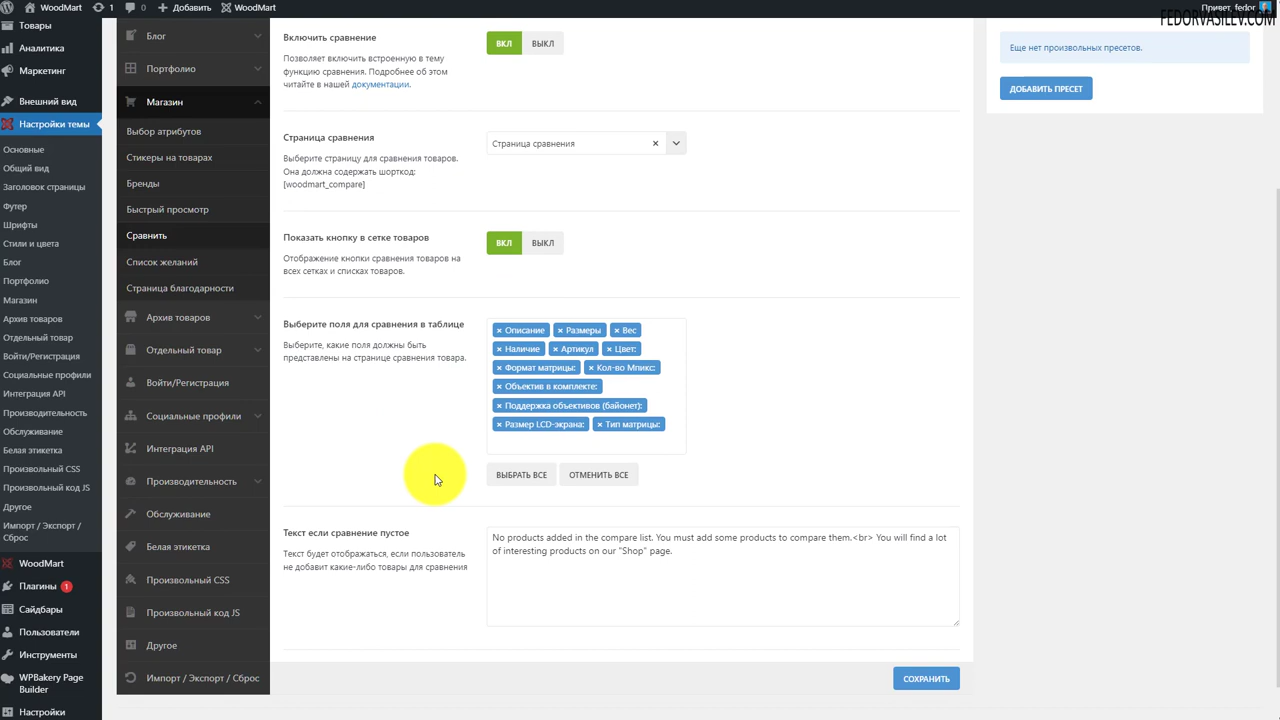 WoodMart
1
0
Добавить
WoodMart
Привет, fedor
FEDORVASILEV.COM
Товары
Аналитика
Маркетинг
Внешний вид
Настройки темы
Основные
Общий вид
Заголовок страницы
Футер
Шрифты
Стили и цвета
Блог
Портфолио
Магазин
Архив товаров
Отдельный товар
Войти/Регистрация
Социальные профили
Интеграция API
Производительность
Обслуживание
Белая этикетка
Произвольный CSS
Произвольный код JS
Другое
Импорт / Экспорт /
Сброс
WoodMart
Плагины 1
Сайдбары
Пользователи
Инструменты
WPBakery Page
Builder
Настройки
Блог
Портфолио
Магазин
Выбор атрибутов
Стикеры на товарах
Бренды
Быстрый просмотр
Сравнить
Список желаний
Страница благодарности
Архив товаров
Отдельный товар
Войти/Регистрация
Социальные профили
Интеграция API
Производительность
Обслуживание
Белая этикетка
Произвольный CSS
Произвольный код JS
Другое
Импорт / Экспорт / Сброс
Включить сравнение
Позволяет включить встроенную в тему
функцию сравнения. Подробнее об этом
читайте в нашей документации.
ВКЛ ВЫКЛ
Страница сравнения
Выберите страницу для сравнения товаров.
Она должна содержать шорткод:
[woodmart_compare]
Страница сравнения ×
Показать кнопку в сетке товаров
Отображение кнопки сравнения товаров на
всех сетках и списках товаров.
ВКЛ ВЫКЛ
Выберите поля для сравнения в таблице
Выберите, какие поля должны быть
представлены на странице сравнения товара.
× Описание × Размеры × Вес
× Наличие × Артикул × Цвет:
× Формат матрицы: × Кол-во Мпикс:
× Объектив в комплекте:
× Поддержка объективов (байонет):
× Размер LCD-экрана: × Тип матрицы:
ВЫБРАТЬ ВСЕ ОТМЕНИТЬ ВСЕ
Текст если сравнение пустое
Текст будет отображаться, если пользователь
не добавит какие-либо товары для сравнения
No products added in the compare list. You must add some products to compare them.<br> You will find a lot
of interesting products on our "Shop" page.
СОХРАНИТЬ
Еще нет произвольных пресетов.
ДОБАВИТЬ ПРЕСЕТ